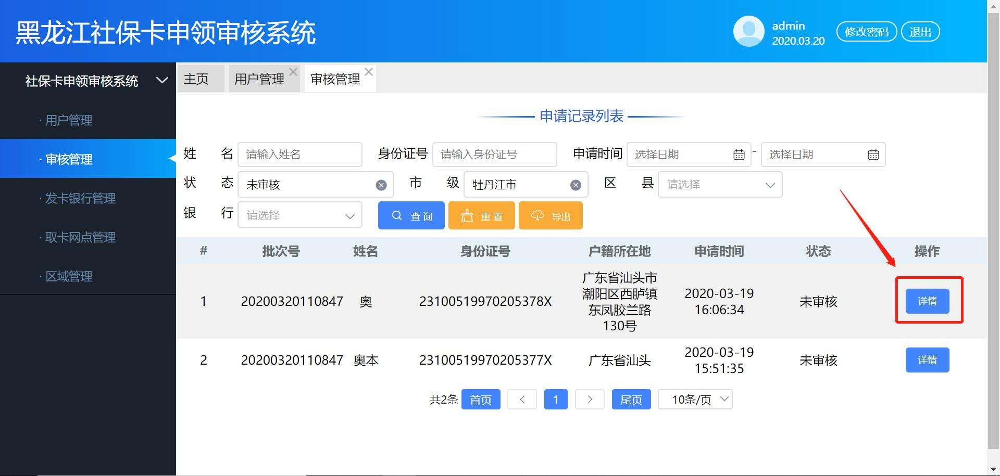 黑龙江社保卡申领审核系统
admin
2020.03.20
修改密码
退出
社保卡申领审核系统
· 用户管理
· 审核管理
· 发卡银行管理
· 取卡网点管理
· 区域管理
主页 用户管理 审核管理
申请记录列表
姓 名 请输入姓名 身份证号 请输入身份证号 申请时间 选择日期 - 选择日期
状 态 未审核 市 级 牡丹江市 区 县 请选择
银 行 请选择 查询 重置 导出
# 批次号 姓名 身份证号 户籍所在地 申请时间 状态 操作
1 20200320110847 奥 23100519970205378X
广东省汕头市
潮阳区西胪镇
东凤胶兰路
130号
2020-03-19
16:06:34
未审核 详情
2 20200320110847 奥本 23100519970205377X 广东省汕头
2020-03-19
15:51:35
未审核 详情
共2条 首页 < 1 > 尾页 10条/页